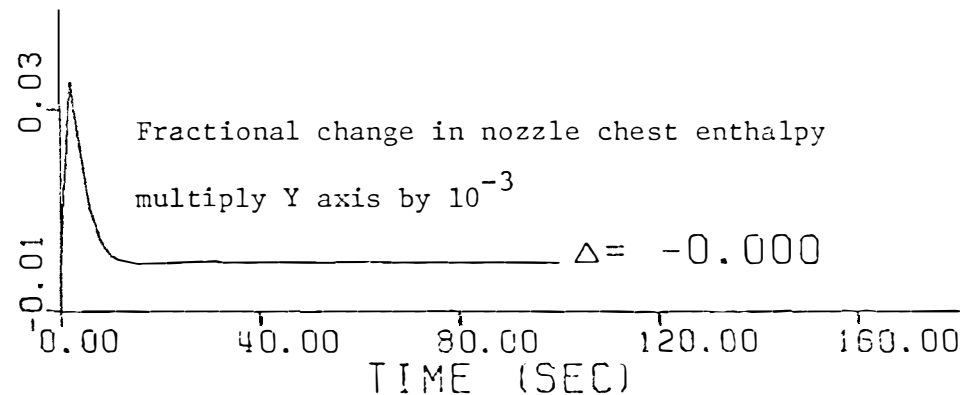 0.03
Fractional change in nozzle chest enthalpy
multiply Y axis by 10⁻³
Δ= -0.000
-0.01
0.00 40.00 80.00 120.00 160.00
TIME (SEC)